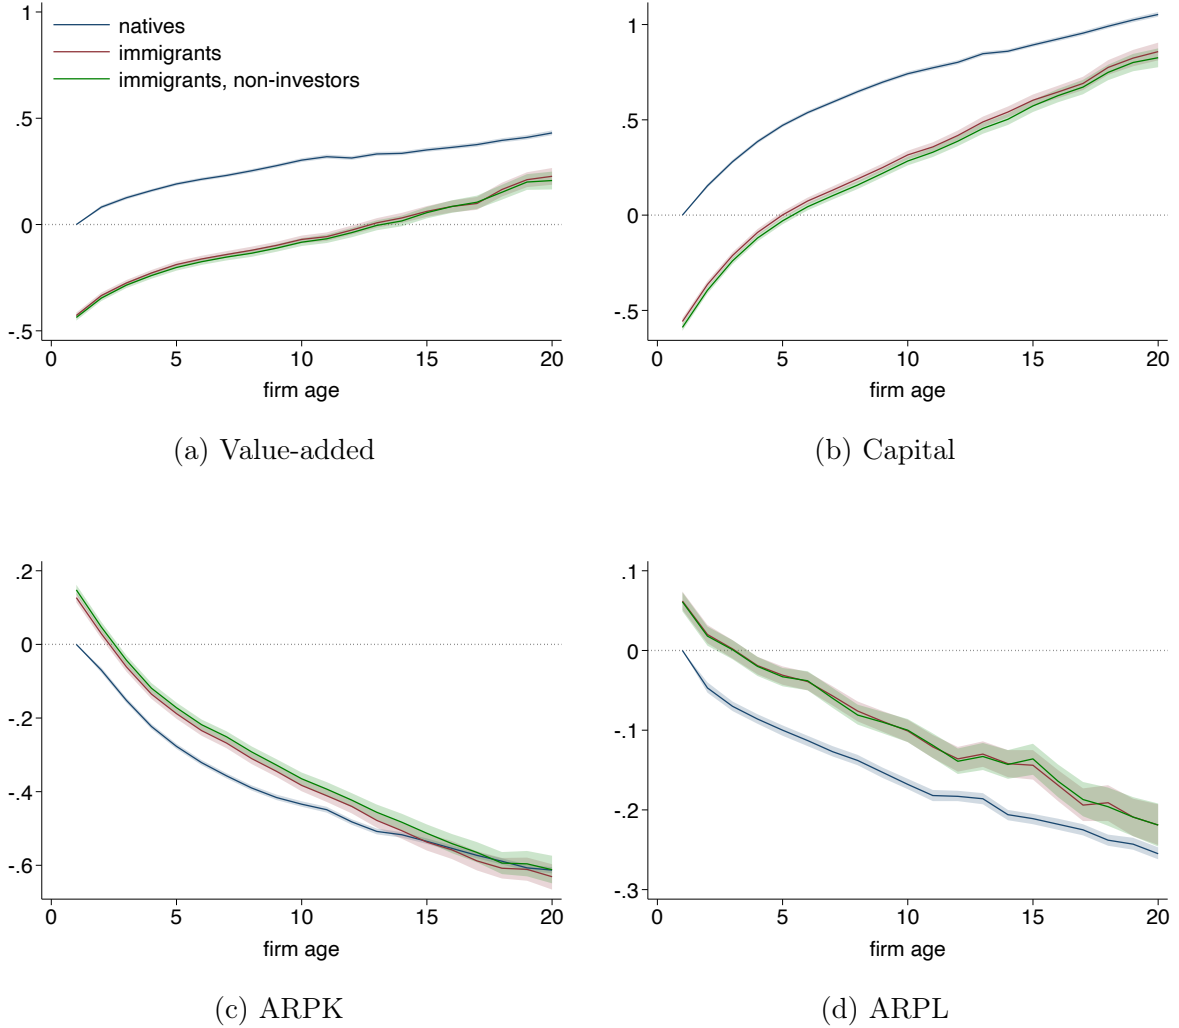 natives
immigrants
immigrants, non-investors
1
.5
0
-.5
0 5 10 15 20
firm age
(a) Value-added
1
.5
0
-.5
0 5 10 15 20
firm age
(b) Capital
.2
0
-.2
-.4
-.6
0 5 10 15 20
firm age
(c) ARPK
.1
0
-.1
-.2
-.3
0 5 10 15 20
firm age
(d) ARPL